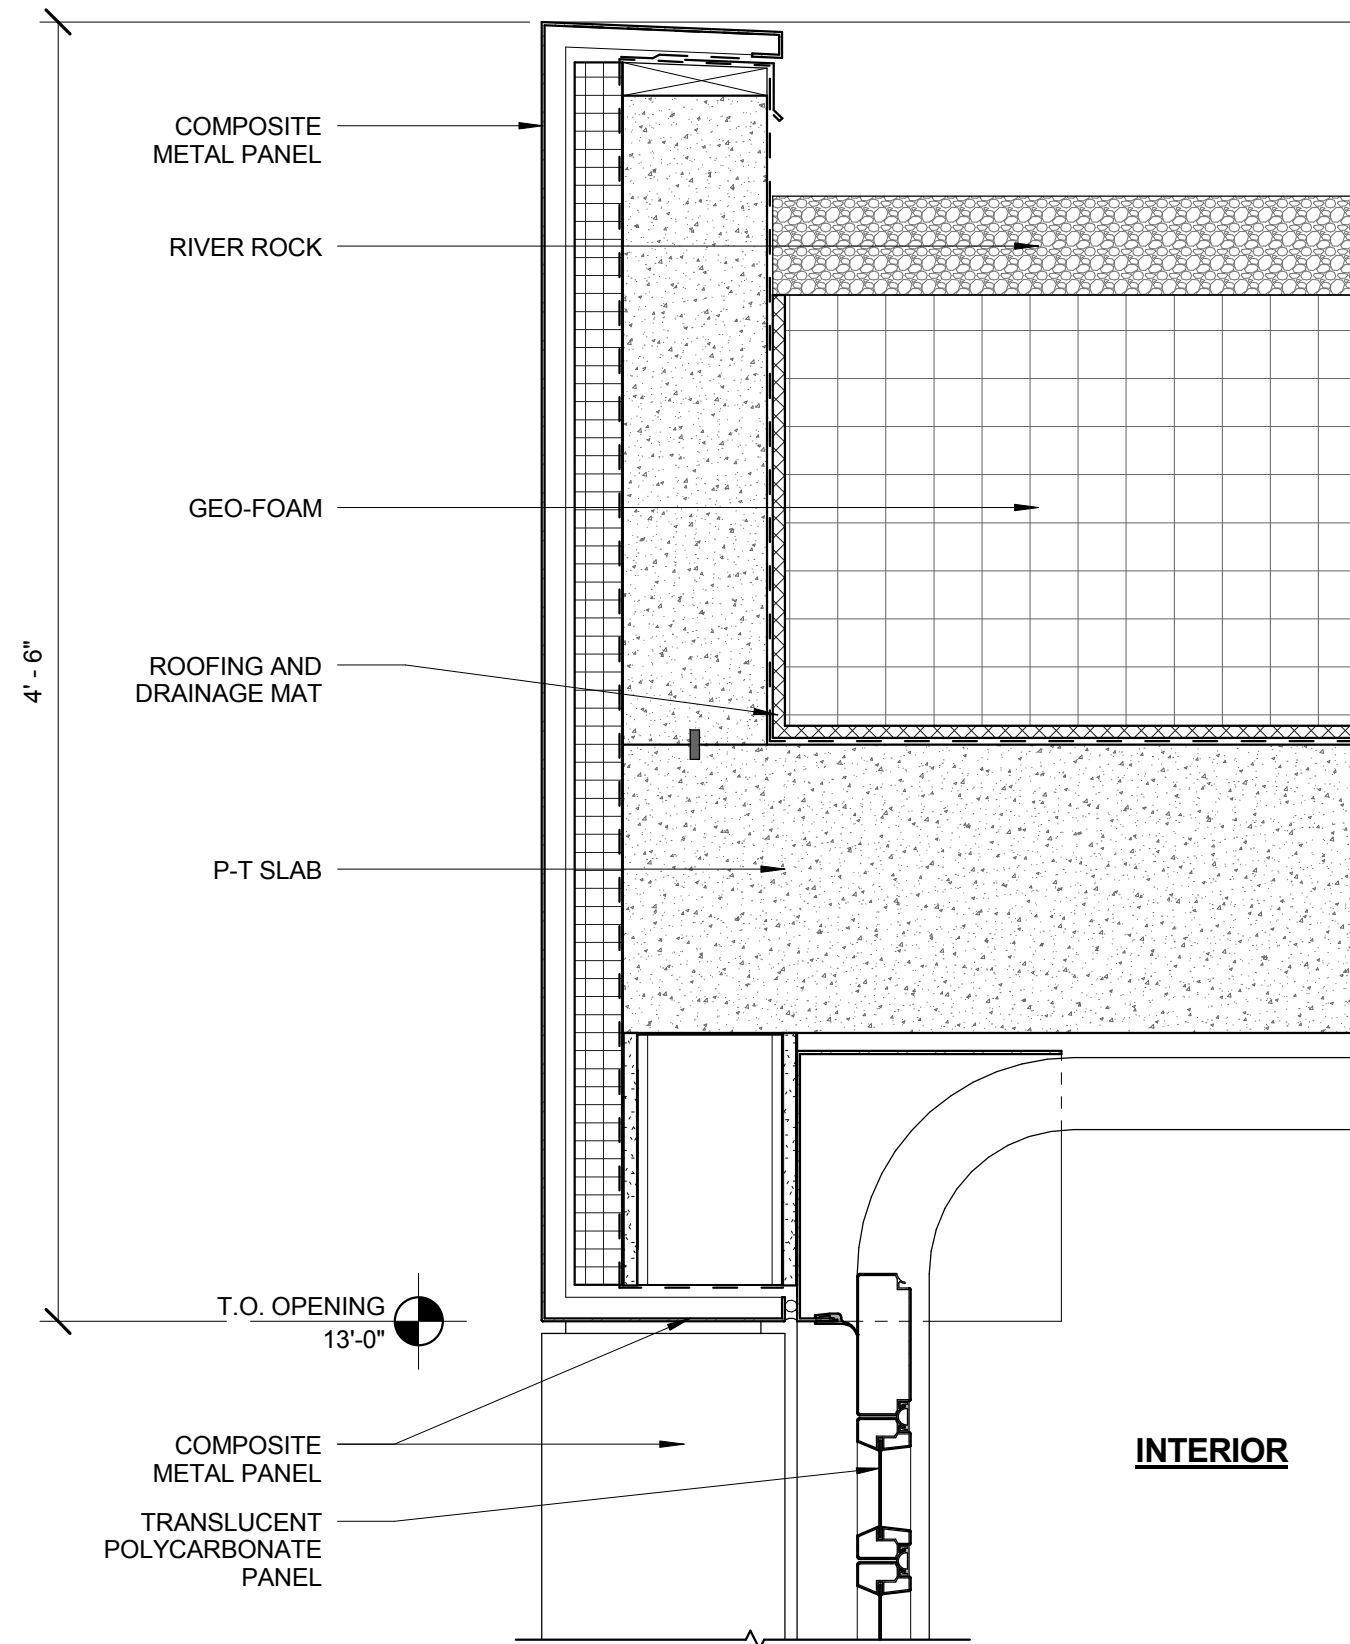 COMPOSITE
METAL PANEL
RIVER ROCK
GEO-FOAM
4' - 6"
ROOFING AND
DRAINAGE MAT
P-T SLAB
T.O. OPENING
13'-0"
COMPOSITE
METAL PANEL
INTERIOR
TRANSLUCENT
POLYCARBONATE
PANEL